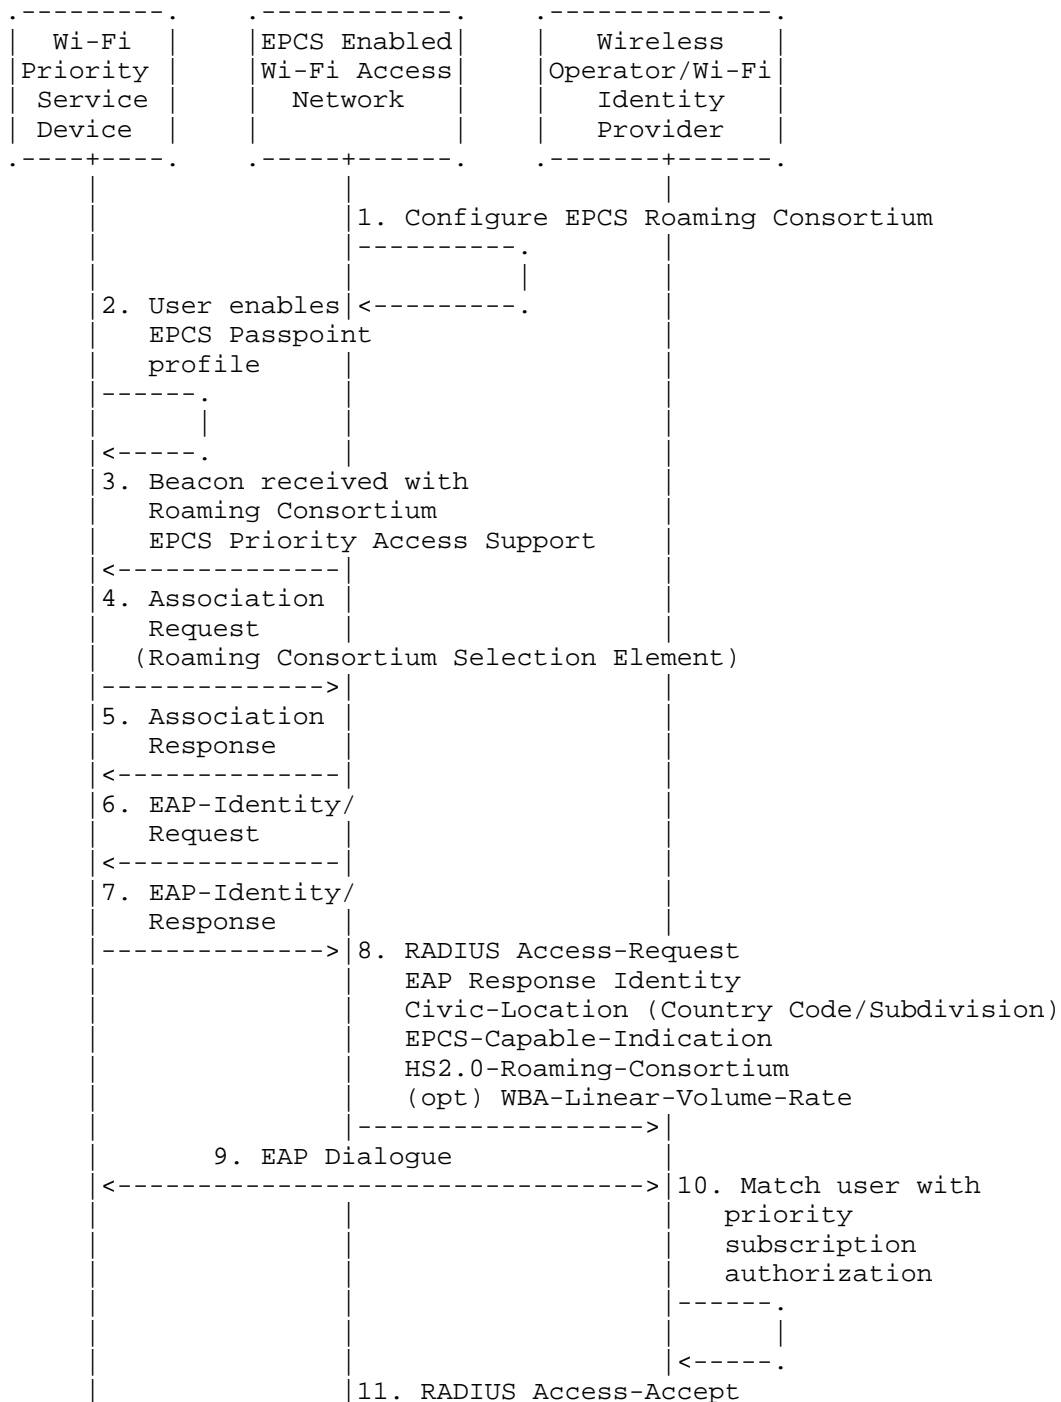 Wi-Fi EPCS Enabled Wireless
Priority Wi-Fi Access Operator/Wi-Fi
Service Network Identity
Device Provider
1. Configure EPCS Roaming Consortium
2. User enables
EPCS Passpoint
profile
3. Beacon received with
Roaming Consortium
EPCS Priority Access Support
4. Association
Request
(Roaming Consortium Selection Element)
5. Association
Response
6. EAP-Identity/
Request
7. EAP-Identity/
Response
8. RADIUS Access-Request
EAP Response Identity
Civic-Location (Country Code/Subdivision)
EPCS-Capable-Indication
HS2.0-Roaming-Consortium
(opt) WBA-Linear-Volume-Rate
9. EAP Dialogue
10. Match user with
priority
subscription
authorization
11. RADIUS Access-Accept